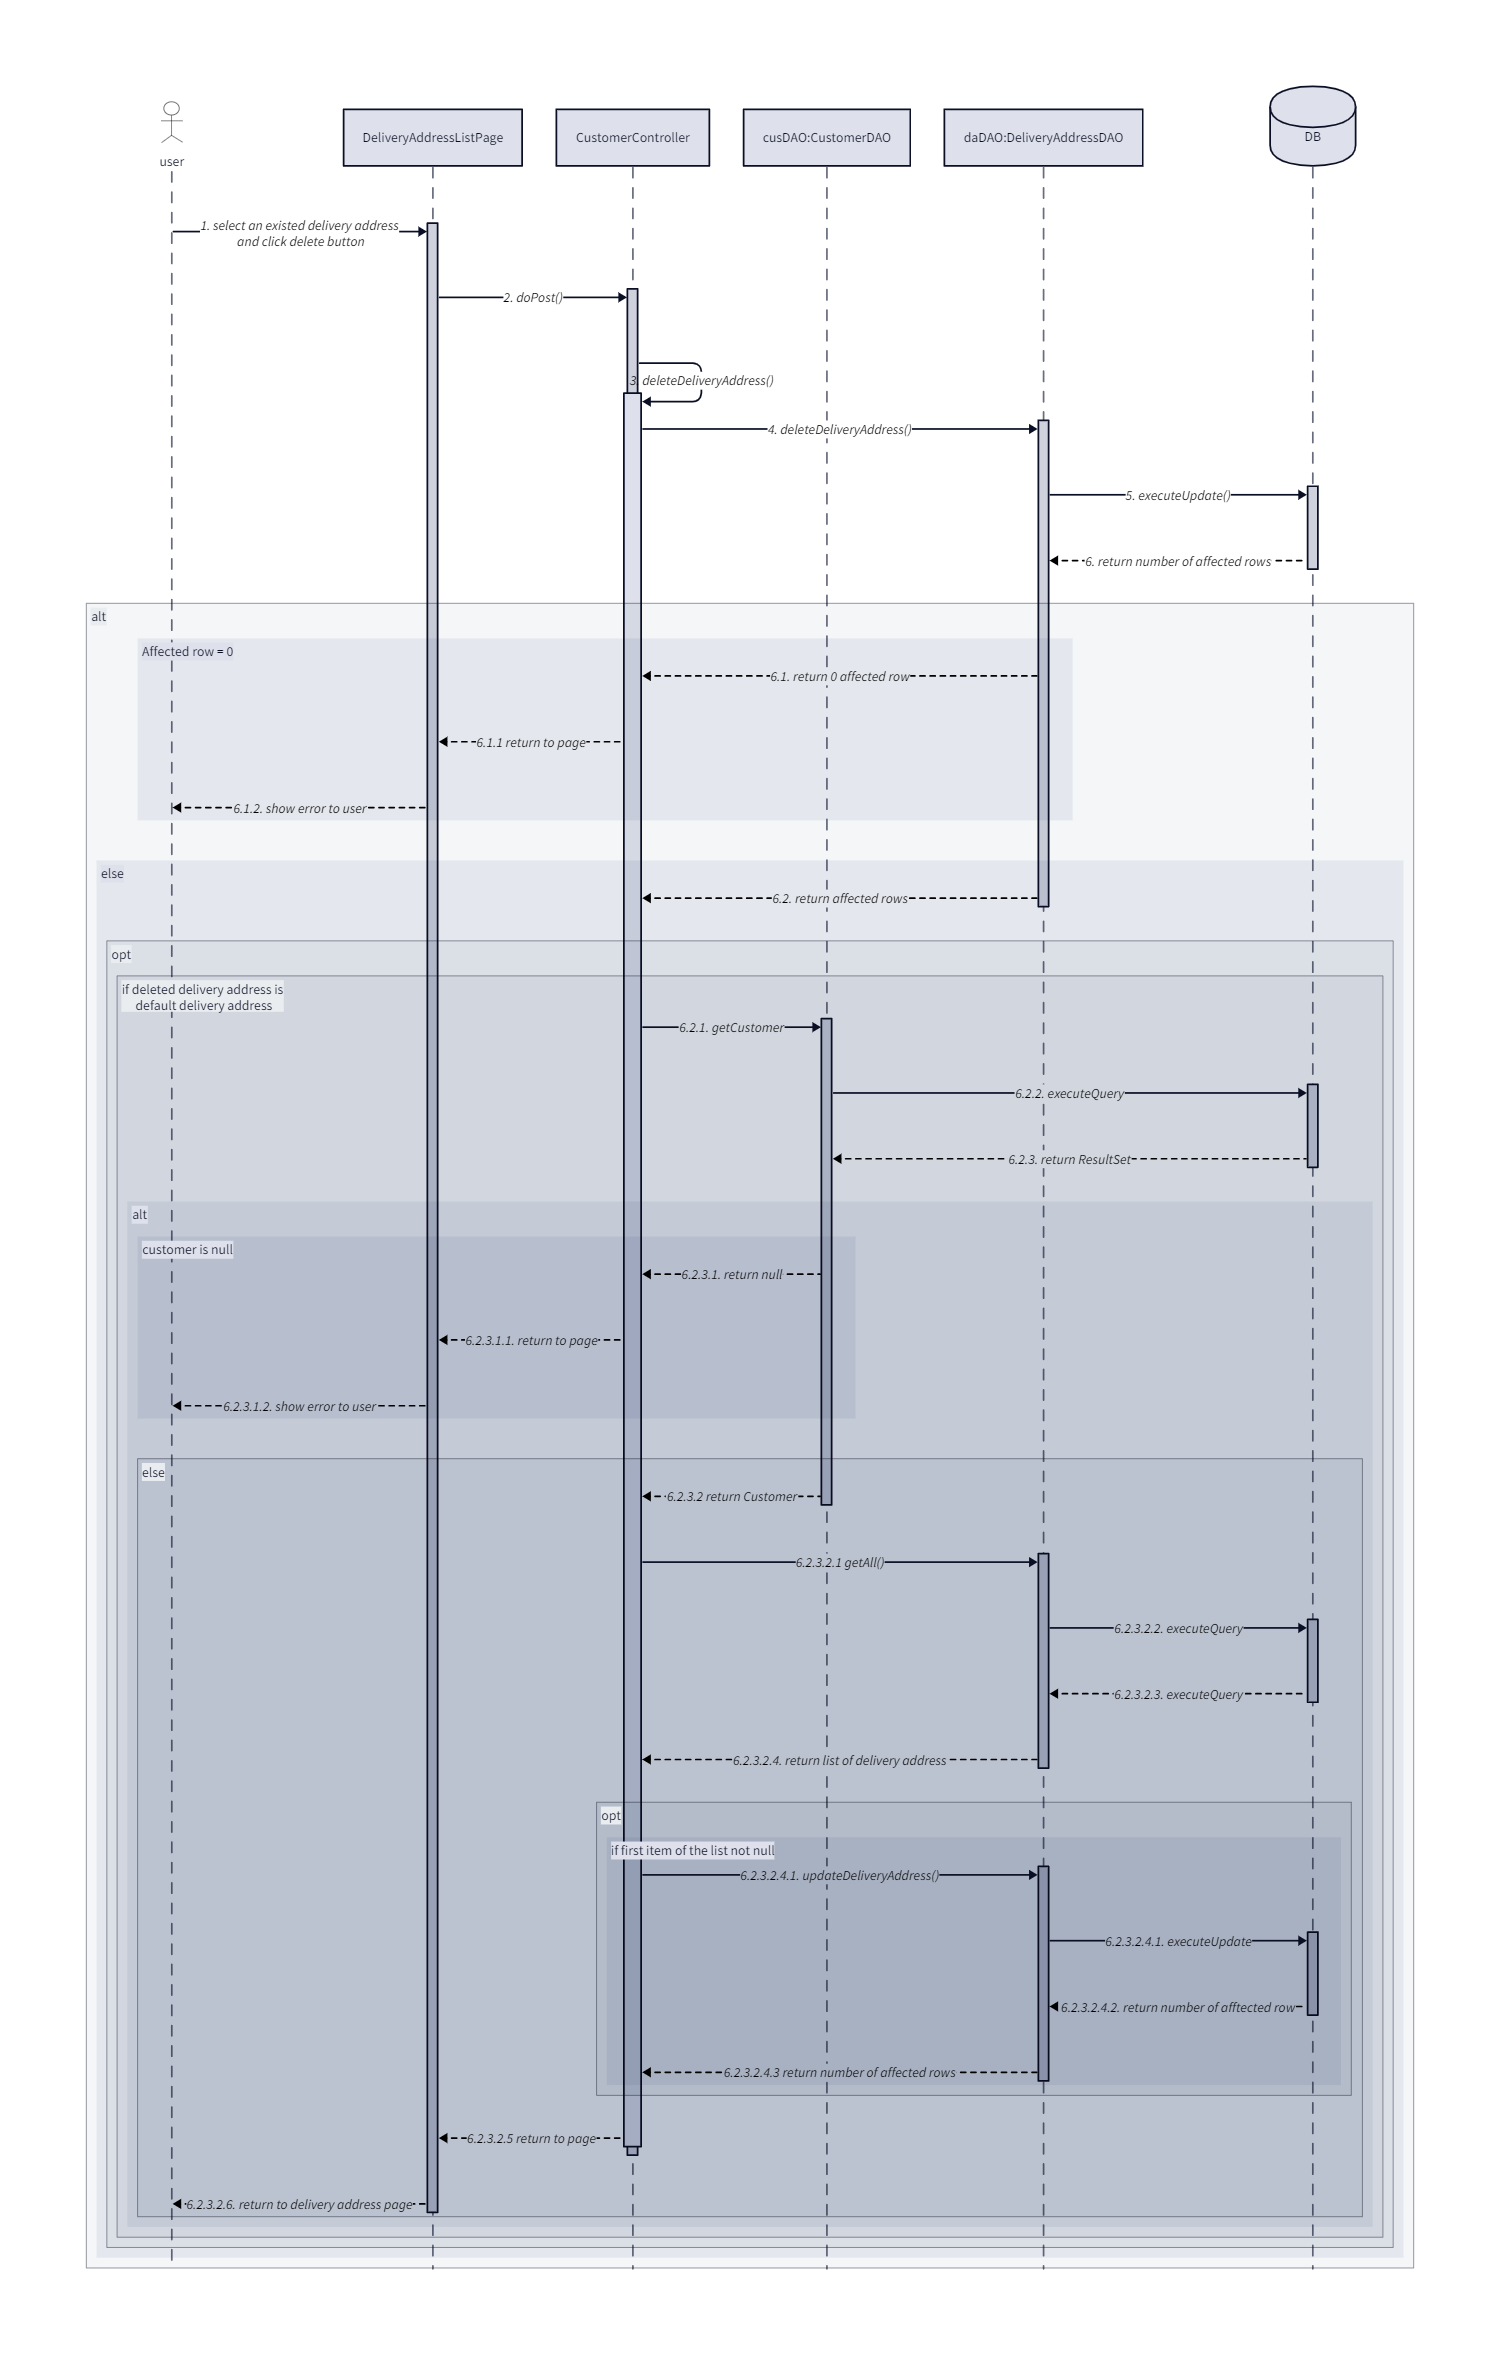 user
DeliveryAddressListPage
CustomerController
cusDAO:CustomerDAO
daDAO:DeliveryAddressDAO
DB
1. select an existed delivery address
and click delete button
2. doPost()
3. deleteDeliveryAddress()
4. deleteDeliveryAddress()
5. executeUpdate()
6. return number of affected rows
alt
Affected row = 0
6.1. return 0 affected row
6.1.1 return to page
6.1.2. show error to user
else
6.2. return affected rows
opt
if deleted delivery address is
default delivery address
6.2.1. getCustomer
6.2.2. executeQuery
6.2.3. return ResultSet
alt
customer is null
6.2.3.1. return null
6.2.3.1.1. return to page
6.2.3.1.2. show error to user
else
6.2.3.2 return Customer
6.2.3.2.1 getAll()
6.2.3.2.2. executeQuery
6.2.3.2.3. executeQuery
6.2.3.2.4. return list of delivery address
opt
if first item of the list not null
6.2.3.2.4.1. updateDeliveryAddress()
6.2.3.2.4.1. executeUpdate
6.2.3.2.4.2. return number of afftected row
6.2.3.2.4.3 return number of affected rows
6.2.3.2.5 return to page
6.2.3.2.6. return to delivery address page